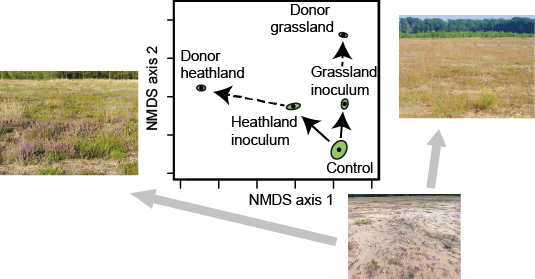 Donor
grassland
Donor
heathland
Grassland
inoculum
Heathland
inoculum
Control
NMDS axis 2
NMDS axis 1